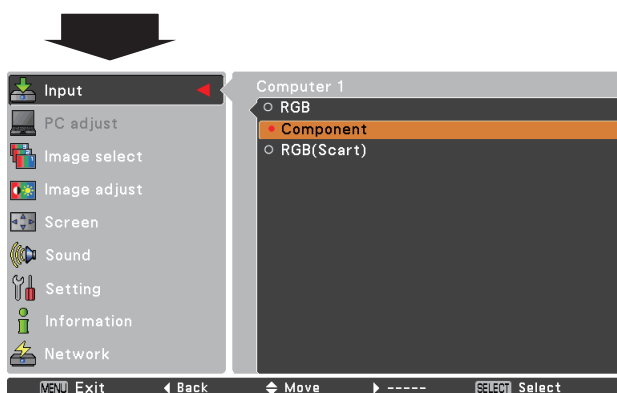 Input
PC adjust
Image select
Image adjust
Screen
Sound
Setting
Information
Network
Computer 1
RGB
Component
RGB(Scart)
MENU Exit Back Move ----- SELECT Select